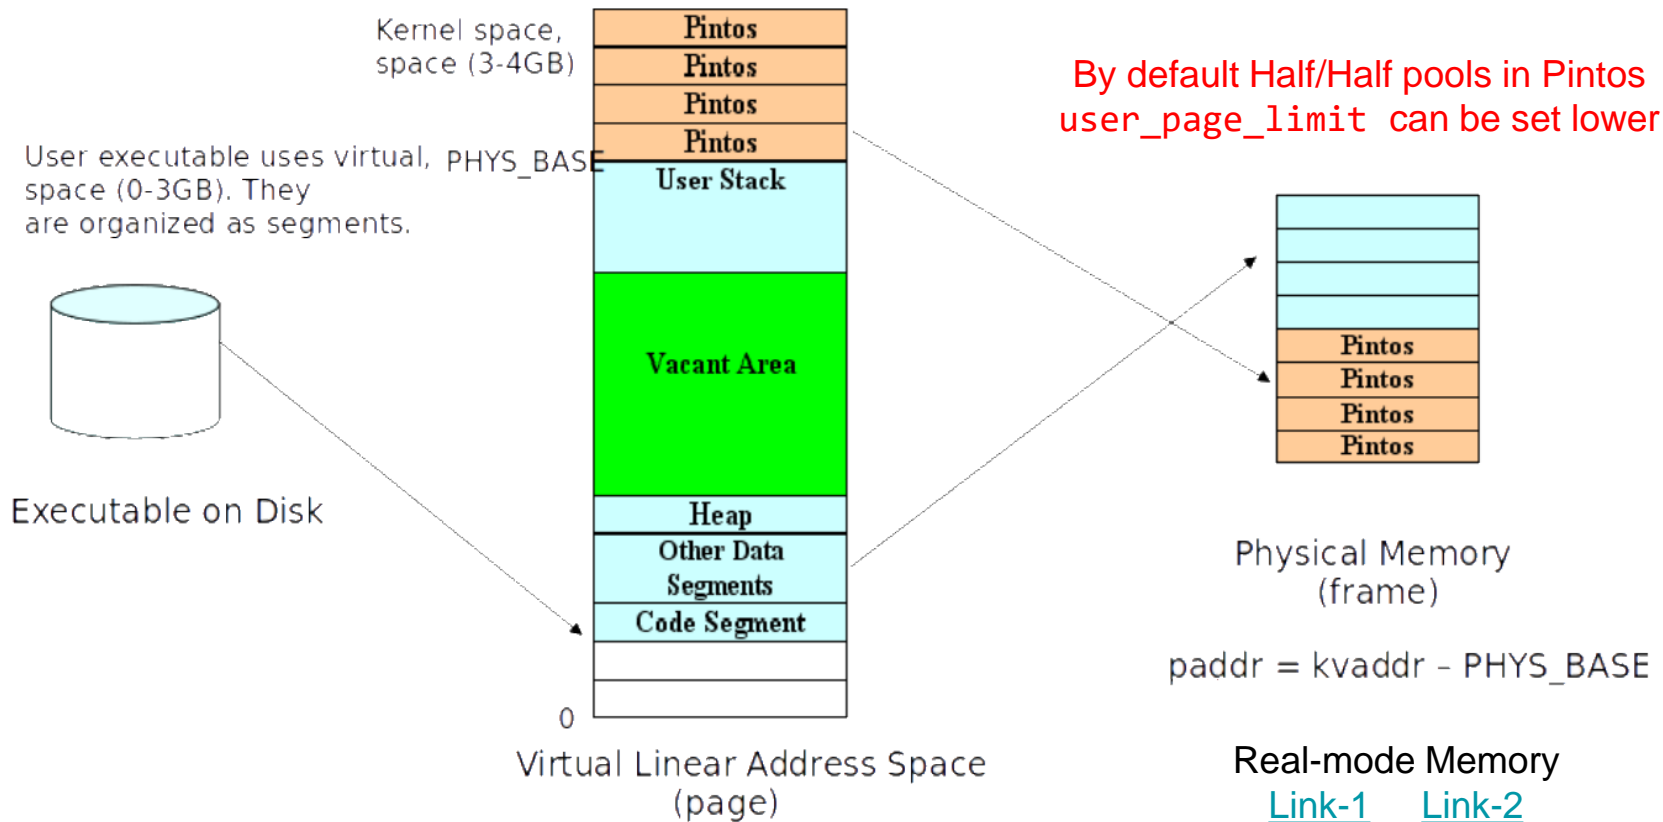 Kernel space,
space (3-4GB)
User executable uses virtual,
space (0-3GB). They
are organized as segments.
PHYS_BASE
Executable on Disk
Pintos
Pintos
Pintos
Pintos
User Stack
Vacant Area
Heap
Other Data
Segments
Code Segment
0
Virtual Linear Address Space
(page)
By default Half/Half pools in Pintos
user_page_limit can be set lower
Pintos
Pintos
Pintos
Pintos
Physical Memory
(frame)
paddr = kvaddr – PHYS_BASE
Real-mode Memory
Link-1 Link-2